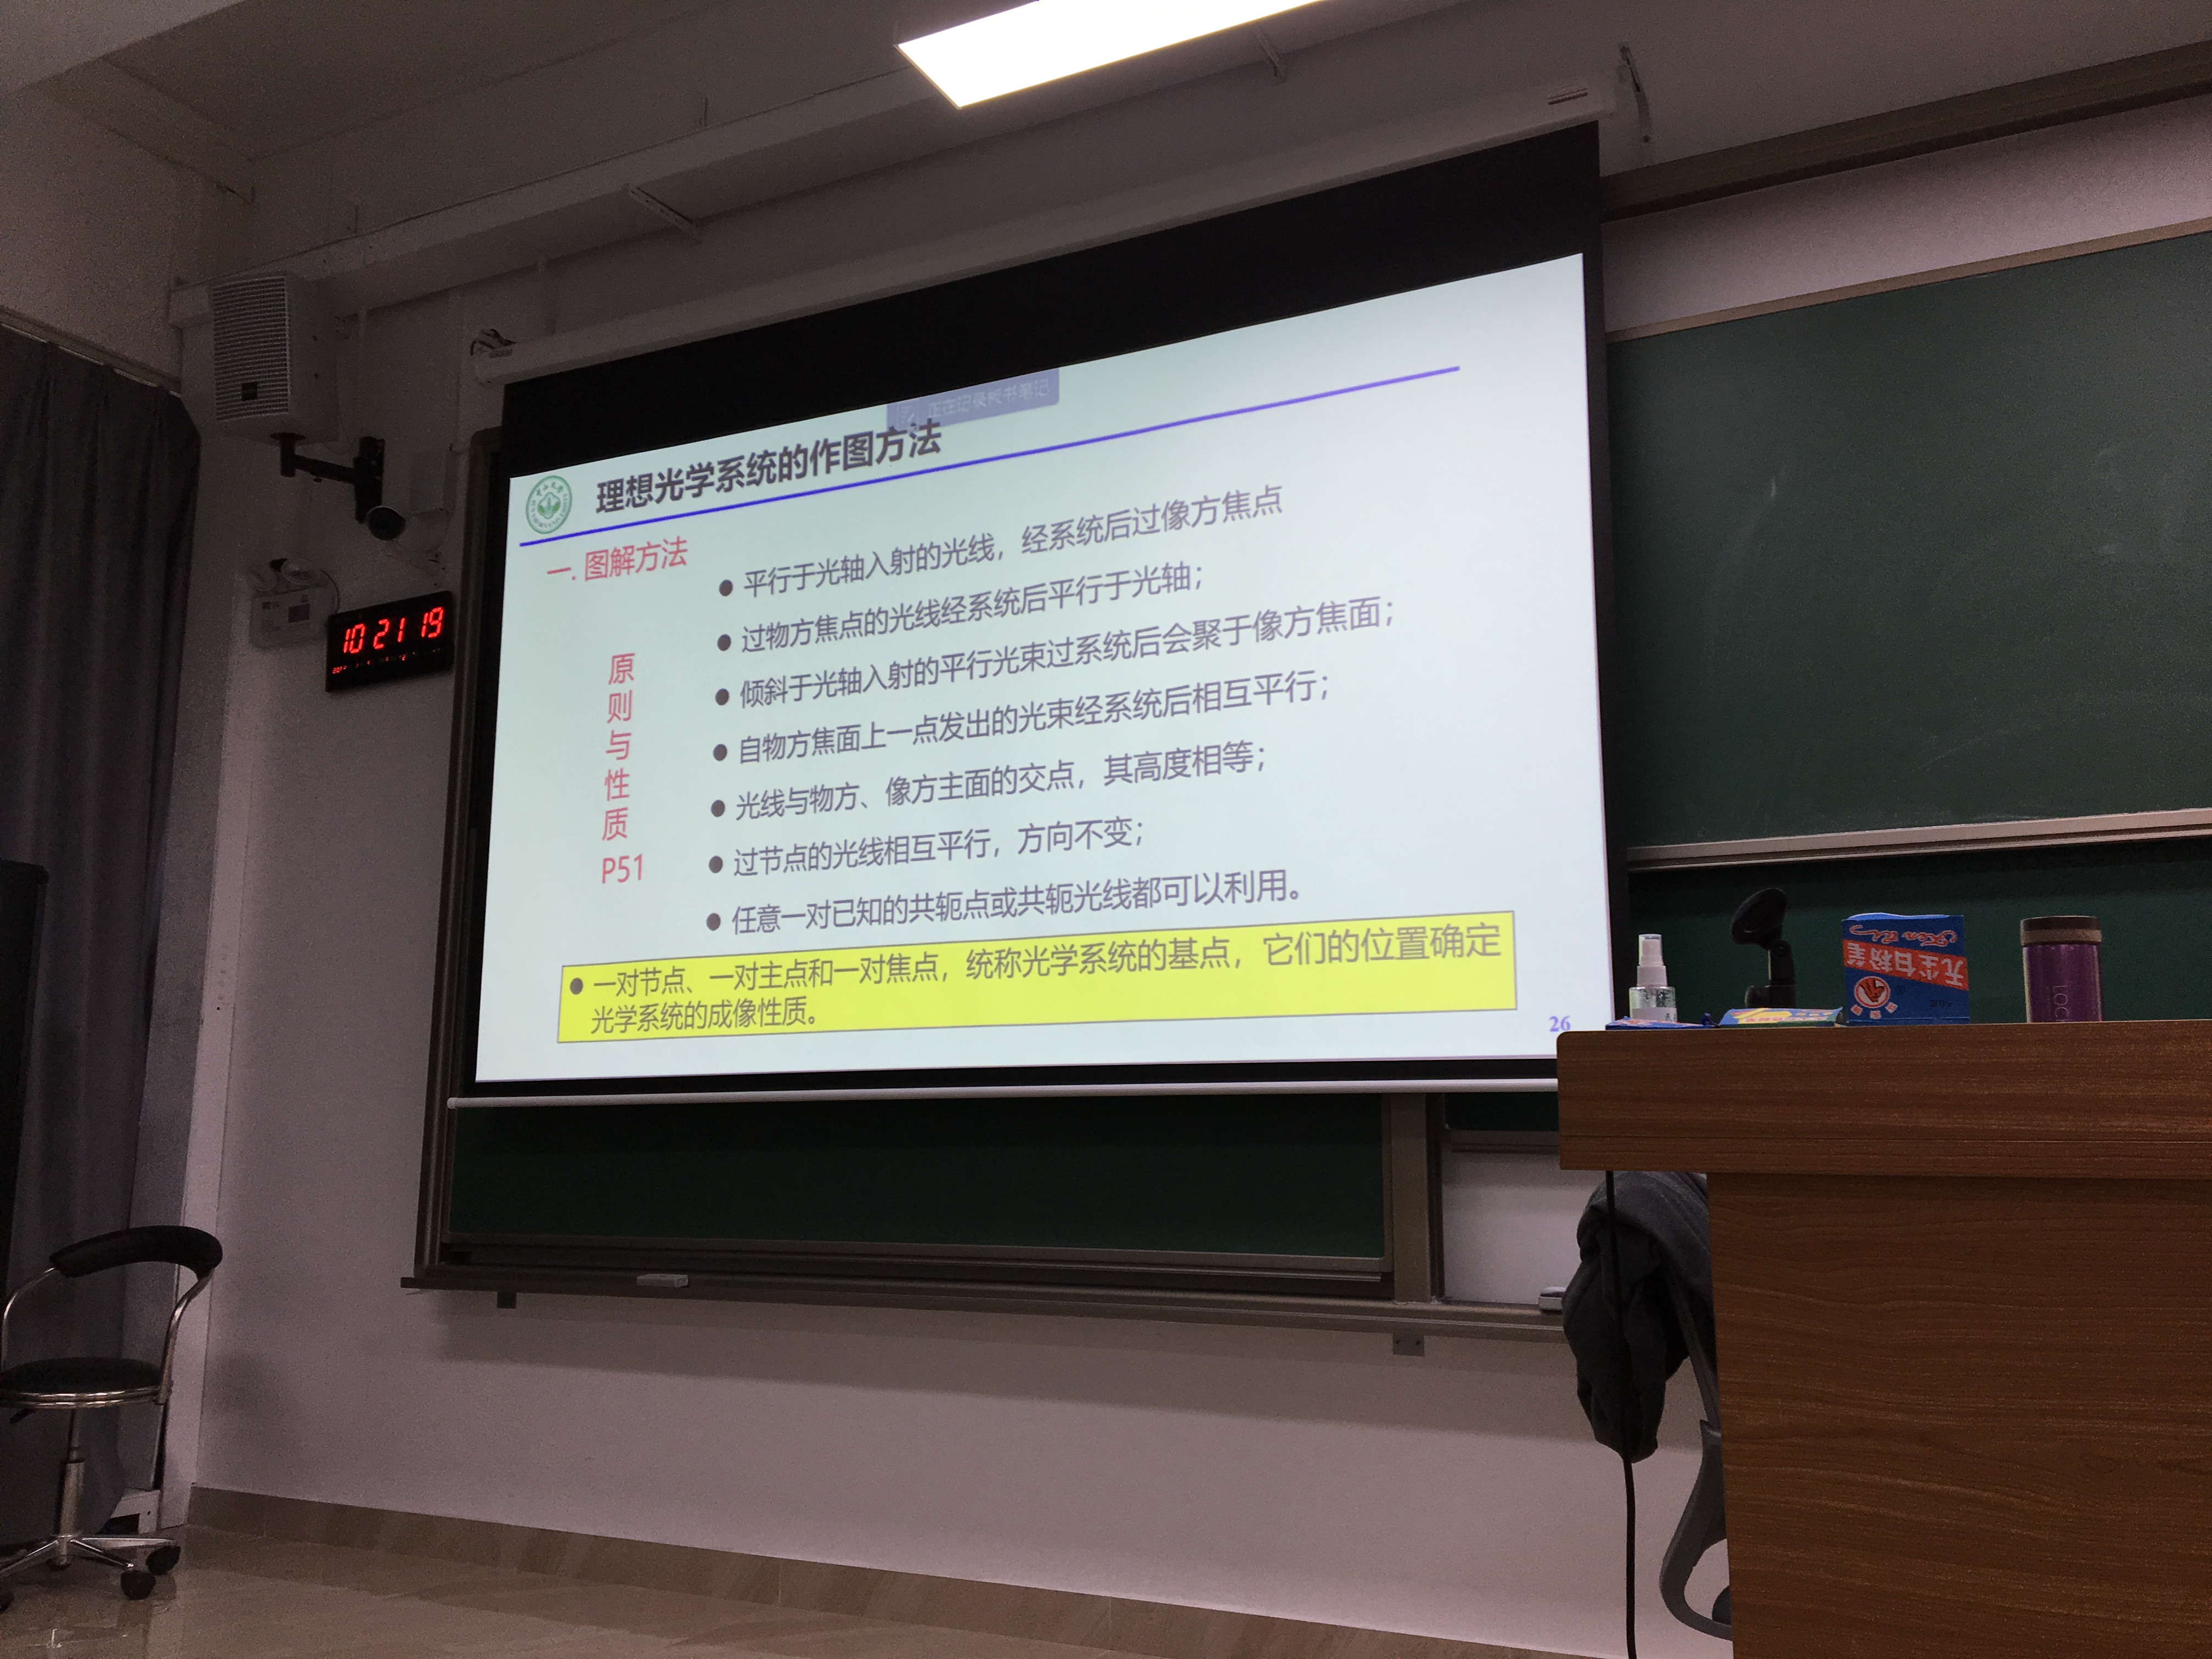 正在记录板书笔记
理想光学系统的作图方法
一. 图解方法
● 平行于光轴入射的光线，经系统后过像方焦点
● 过物方焦点的光线经系统后平行于光轴；
● 倾斜于光轴入射的平行光束过系统后会聚于像方焦面；
● 自物方焦面上一点发出的光束经系统后相互平行；
● 光线与物方、像方主面的交点，其高度相等；
● 过节点的光线相互平行，方向不变；
● 任意一对已知的共轭点或共轭光线都可以利用。
原
则
与
性
质
P51
● 一对节点、一对主点和一对焦点，统称光学系统的基点，它们的位置确定
光学系统的成像性质。
26
10 21 19
无尘白粉笔
LOC